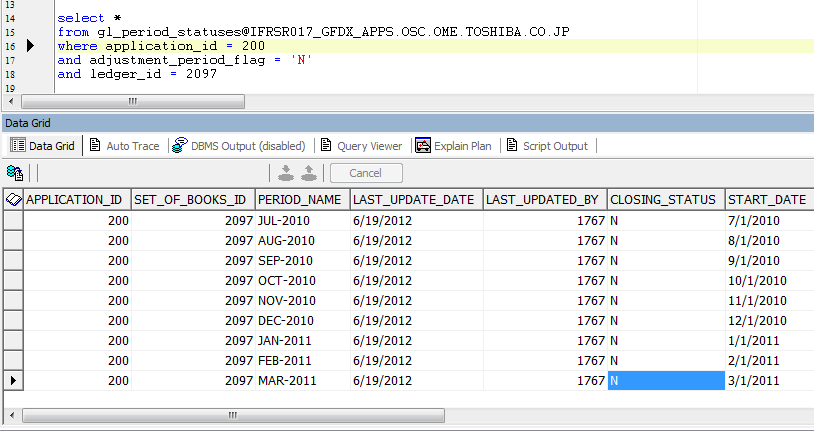 13
14 select *
15 from gl_period_statuses@IFRSR017_GFDX_APPS.OSC.OME.TOSHIBA.CO.JP
16 where application_id = 200
17 and adjustment_period_flag = 'N'
18 and ledger_id = 2097
19
Data Grid
Data Grid Auto Trace DBMS Output (disabled) Query Viewer Explain Plan Script Output
Cancel
APPLICATION_ID SET_OF_BOOKS_ID PERIOD_NAME LAST_UPDATE_DATE LAST_UPDATED_BY CLOSING_STATUS START_DATE
200 2097 JUL-2010 6/19/2012 1767 N 7/1/2010
200 2097 AUG-2010 6/19/2012 1767 N 8/1/2010
200 2097 SEP-2010 6/19/2012 1767 N 9/1/2010
200 2097 OCT-2010 6/19/2012 1767 N 10/1/2010
200 2097 NOV-2010 6/19/2012 1767 N 11/1/2010
200 2097 DEC-2010 6/19/2012 1767 N 12/1/2010
200 2097 JAN-2011 6/19/2012 1767 N 1/1/2011
200 2097 FEB-2011 6/19/2012 1767 N 2/1/2011
200 2097 MAR-2011 6/19/2012 1767 N 3/1/2011